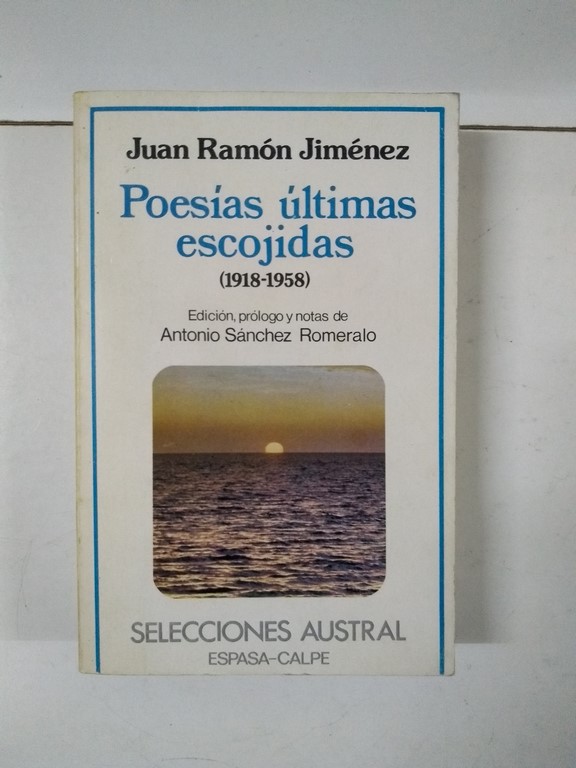 Juan Ramón Jiménez
Poesías últimas
escojidas
(1918-1958)
Edición, prólogo y notas de
Antonio Sánchez Romeralo
SELECCIONES AUSTRAL
ESPASA-CALPE